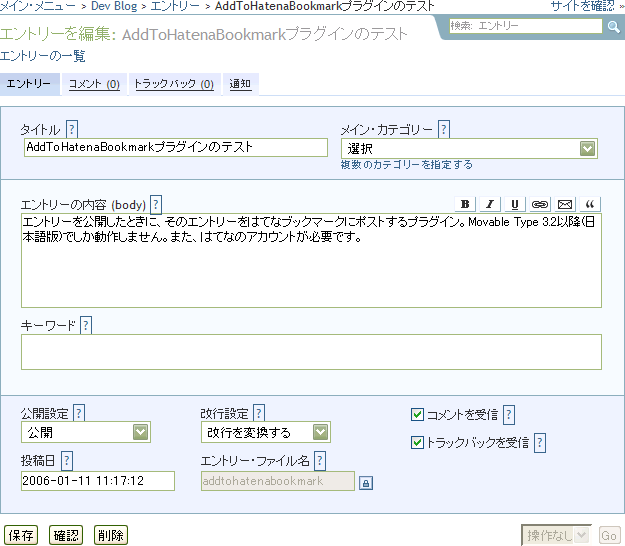 メイン・メニュー > Dev Blog > エントリー > AddToHatenaBookmarkプラグインのテスト サイトを確認 »
エントリーを編集: AddToHatenaBookmarkプラグインのテスト 検索: エントリー
エントリーの一覧
エントリー コメント (0) トラックバック (0) 通知
タイトル ? メイン・カテゴリー ?
AddToHatenaBookmarkプラグインのテスト 選択
複数のカテゴリーを指定する
エントリーの内容 (body) ? B I U “
エントリーを公開したときに、そのエントリーをはてなブックマークにポストするプラグイン。Movable Type 3.2以降(日
本語版)でしか動作しません。また、はてなのアカウントが必要です。
キーワード ?
公開設定 ? 改行設定 ? コメントを受信 ?
公開 改行を変換する
トラックバックを受信 ?
投稿日 ? エントリー・ファイル名 ?
2006-01-11 11:17:12 addtohatenabookmark
保存 確認 削除 操作なし Go